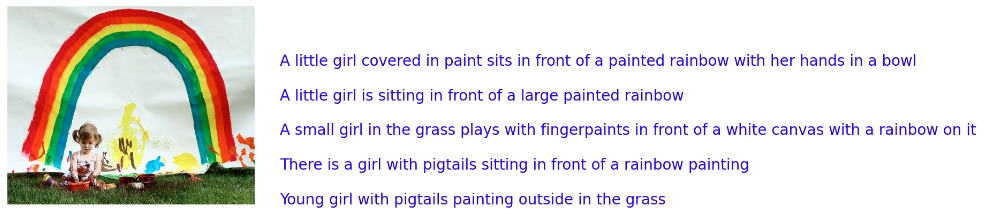 A little girl covered in paint sits in front of a painted rainbow with her hands in a bowl
A little girl is sitting in front of a large painted rainbow
A small girl in the grass plays with fingerpaints in front of a white canvas with a rainbow on it
There is a girl with pigtails sitting in front of a rainbow painting
Young girl with pigtails painting outside in the grass